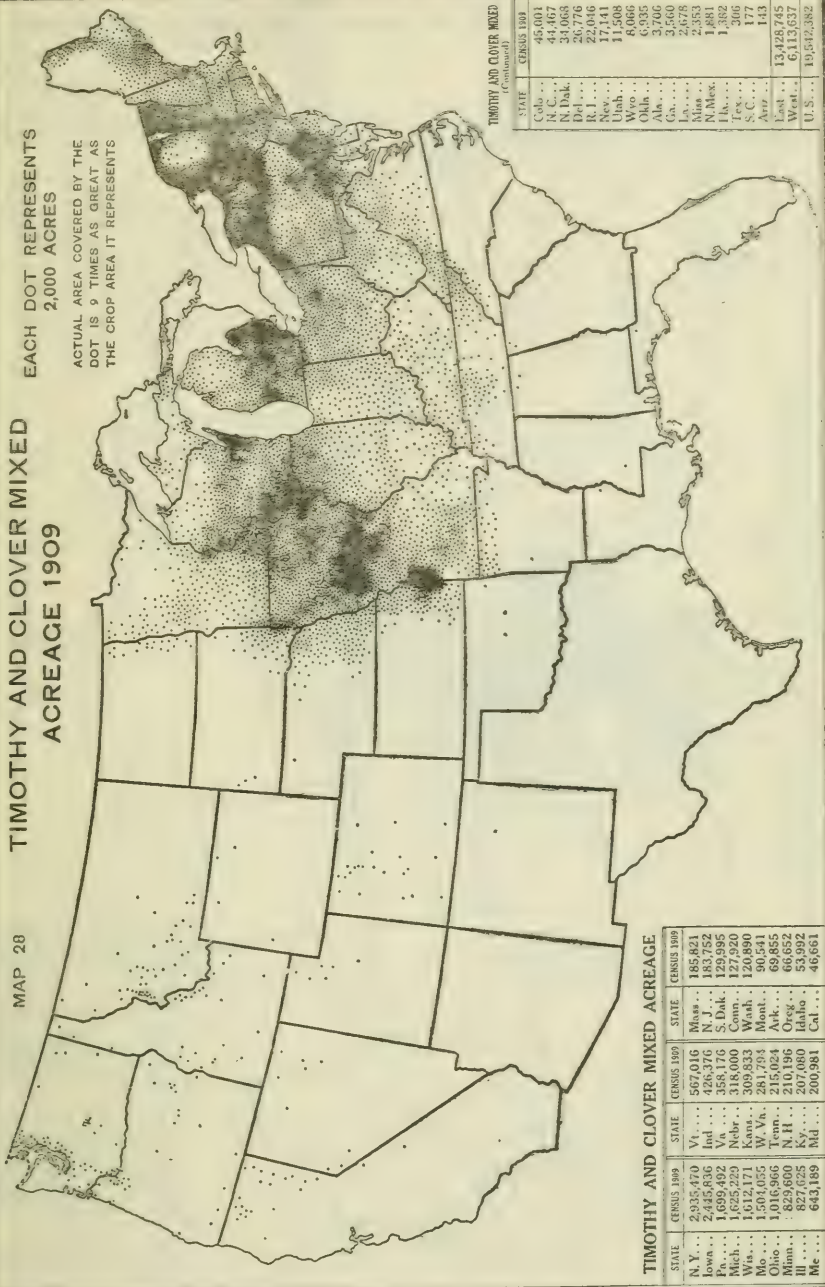 MAP 28
TIMOTHY AND CLOVER MIXED
ACREAGE 1909
EACH DOT REPRESENTS
2,000 ACRES
ACTUAL AREA COVERED BY THE
DOT IS 9 TIMES AS GREAT AS
THE CROP AREA IT REPRESENTS
TIMOTHY AND CLOVER MIXED ACREAGE
STATE CENSUS 1909 STATE CENSUS 1909 STATE CENSUS 1909
N.Y... 2,935,470 Vt.... 567,016 Mass.. 185,821
Iowa.. 2,445,836 Ind... 426,376 N. J... 183,752
Pa.... 1,699,492 Va.... 358,176 S. Dak. 129,995
Mich.. 1,625,229 Nebr.. 318,000 Conn.. 127,920
Wis... 1,612,171 Kans.. 309,833 Wash. 120,890
Mo.... 1,504,055 W. Va. 281,794 Mont.. 90,541
Ohio.. 1,016,966 Tenn.. 215,024 Ark... 69,855
Minn.. 829,600 N. H.. 210,196 Oreg.. 66,652
Ill.... 827,625 Ky.... 207,080 Idaho. 53,992
Me... 643,189 Md... 200,981 Cal... 46,661
TIMOTHY AND CLOVER MIXED
(Continued)
STATE CENSUS 1909
Colo.... 45,001
N. C.... 44,467
N. Dak. 34,068
Del.... 26,776
R. I.... 22,046
Nev.... 17,141
Utah... 11,508
Wyo... 8,066
Okla... 6,935
Ala.... 3,706
Ga..... 3,560
La..... 2,678
Miss... 2,353
N.Mex. 1,881
Fla.... 1,382
Tex.... 306
S. C.... 177
Ariz... 143
East... 13,428,745
West.. 6,113,637
U. S... 19,542,382